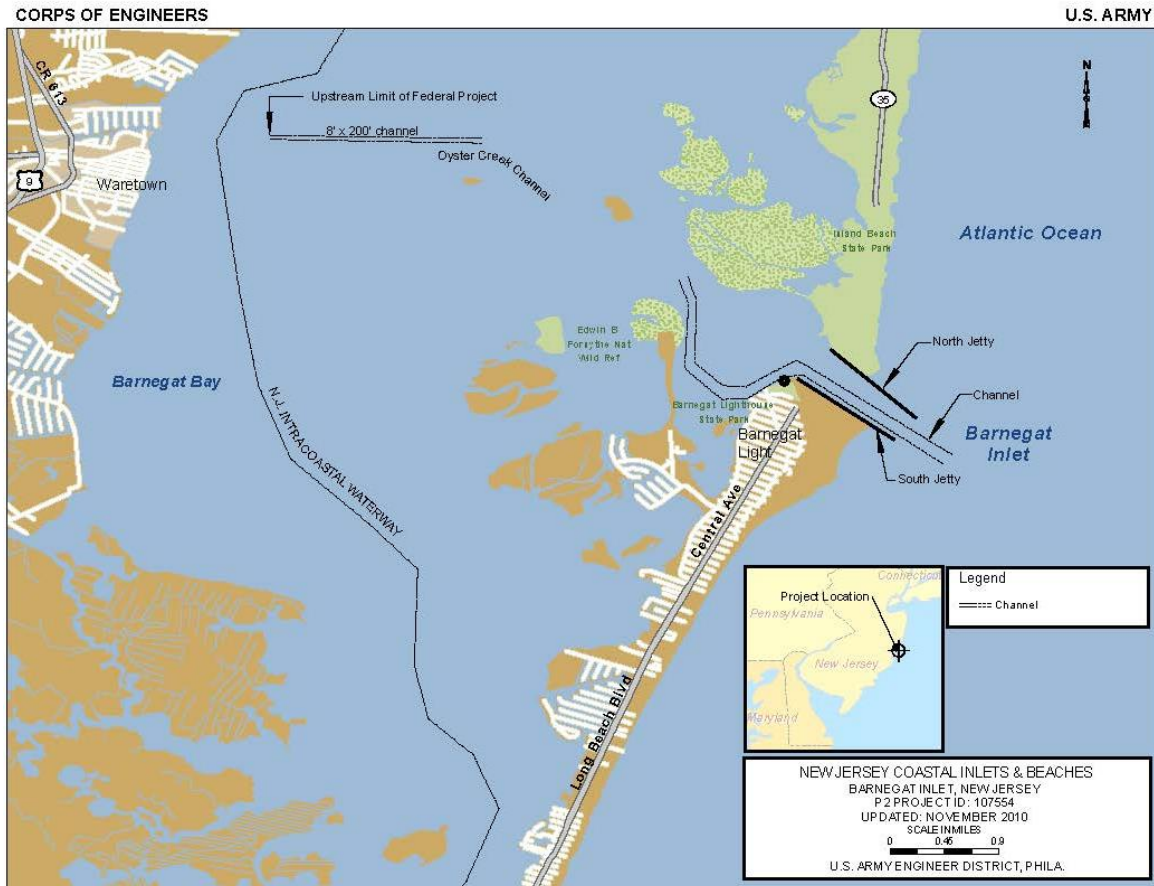 CORPS OF ENGINEERS
U.S. ARMY
CR 613
Upstream Limit of Federal Project
8' x 200' channel
Oyster Creek Channel
9
Waretown
35
N
Island Beach
State Park
Atlantic Ocean
Edwin B
Forsythe Nat
Wild Ref
North Jetty
Barnegat Bay
Channel
Barnegat Lighthouse
State Park
Barnegat
Light
Barnegat
Inlet
South Jetty
N.J. INTRACOASTAL WATERWAY
Central Ave
Long Beach Blvd
Connecticut
Project Location
Pennsylvania
New Jersey
Maryland
Legend
Channel
NEW JERSEY COASTAL INLETS & BEACHES
BARNEGAT INLET, NEW JERSEY
P2 PROJECT ID: 107554
UPDATED: NOVEMBER 2010
SCALE IN MILES
0 0.45 0.9
U.S. ARMY ENGINEER DISTRICT, PHILA.